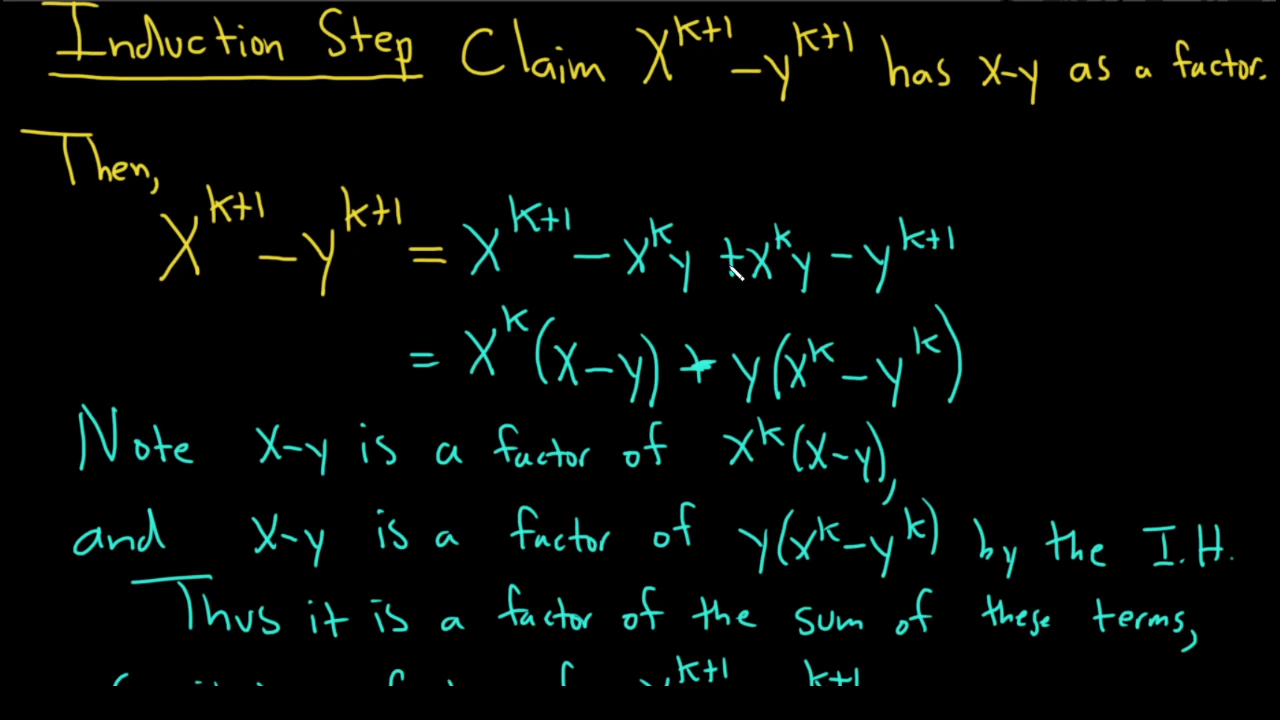 Induction Step Claim X^{k+1} - y^{k+1} has x-y as a factor.
Then,
X^{k+1} - y^{k+1} = X^{k+1} - x^k y + x^k y - y^{k+1}
= X^k (x-y) + y(x^k - y^k)
Note x-y is a factor of x^k (x-y),
and x-y is a factor of y(x^k - y^k) by the I.H.
Thus it is a factor of the sum of these terms,